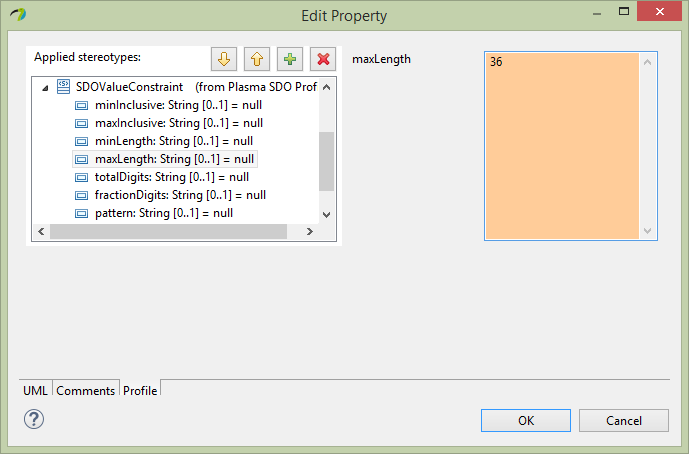 Edit Property
Applied stereotypes:
SDOValueConstraint (from Plasma SDO Prof
minInclusive: String [0..1] = null
maxInclusive: String [0..1] = null
minLength: String [0..1] = null
maxLength: String [0..1] = null
totalDigits: String [0..1] = null
fractionDigits: String [0..1] = null
pattern: String [0..1] = null
maxLength
36
UML Comments Profile
OK Cancel